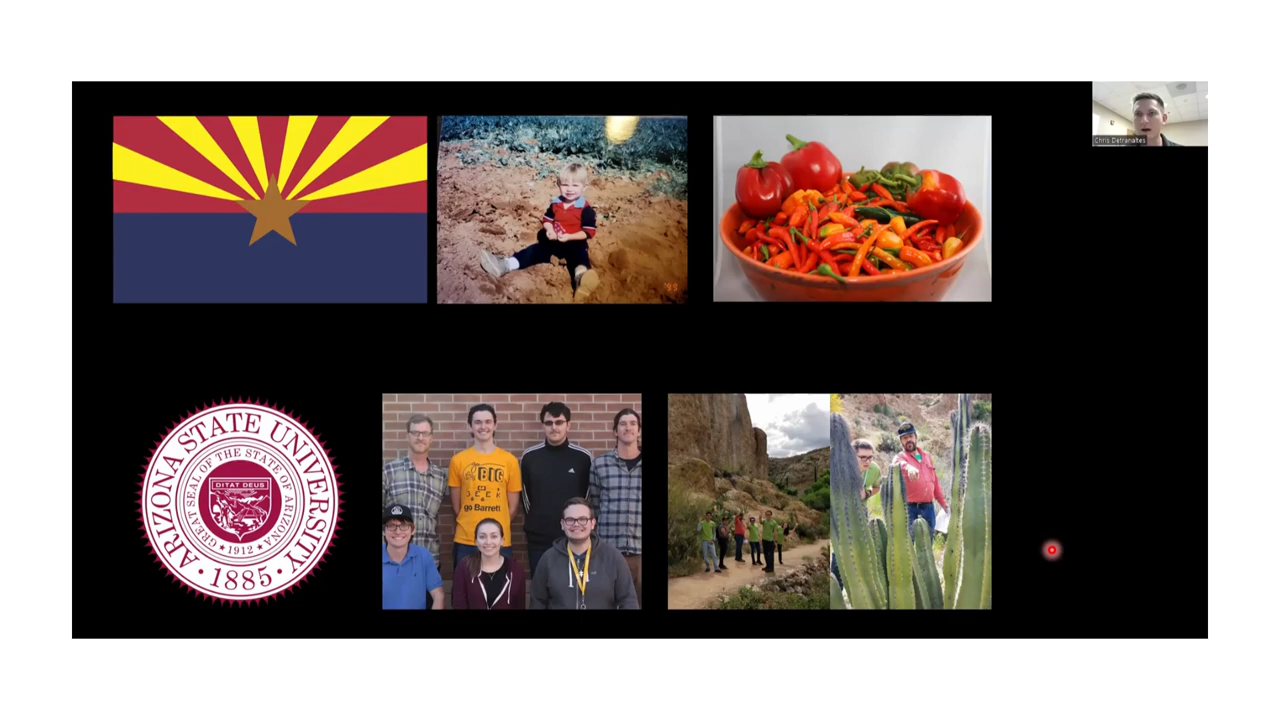 Chris Detranaltes
ARIZONA STATE UNIVERSITY
GREAT SEAL OF THE STATE OF ARIZONA
DITAT DEUS
1912
1885
BIG
GEEK
go Barrett